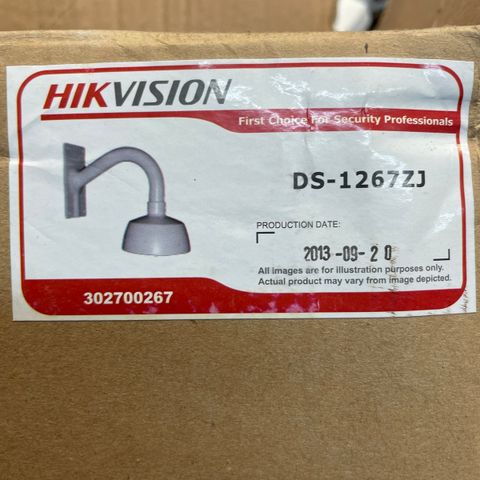 HIKVISION
First Choice For Security Professionals
DS-1267ZJ
PRODUCTION DATE:
2013-09-20
All images are for illustration purposes only.
Actual product may vary from image depicted.
302700267